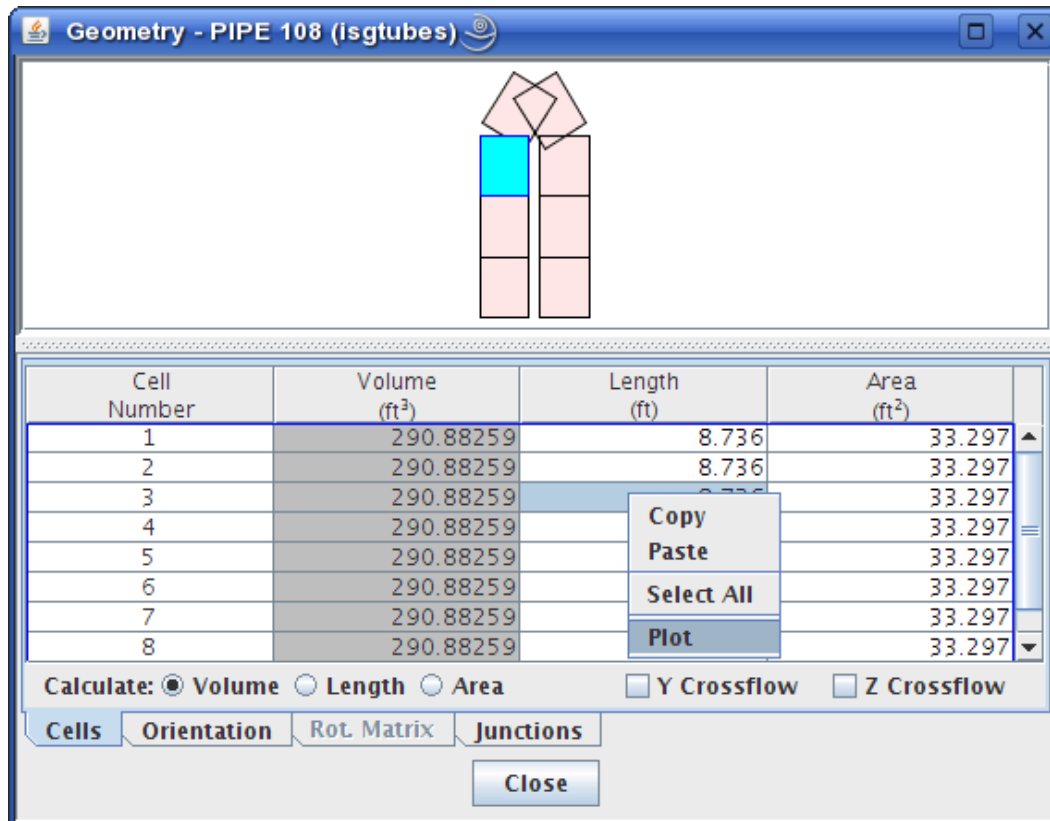 Geometry - PIPE 108 (isgtubes)
Cell Number Volume (ft³) Length (ft) Area (ft²)
1 290.88259 8.736 33.297
2 290.88259 8.736 33.297
3 290.88259 8.736 33.297
4 290.88259 33.297
5 290.88259 33.297
6 290.88259 33.297
7 290.88259 33.297
8 290.88259 33.297
Copy
Paste
Select All
Plot
Calculate: Volume Length Area Y Crossflow Z Crossflow
Cells Orientation Rot. Matrix Junctions
Close